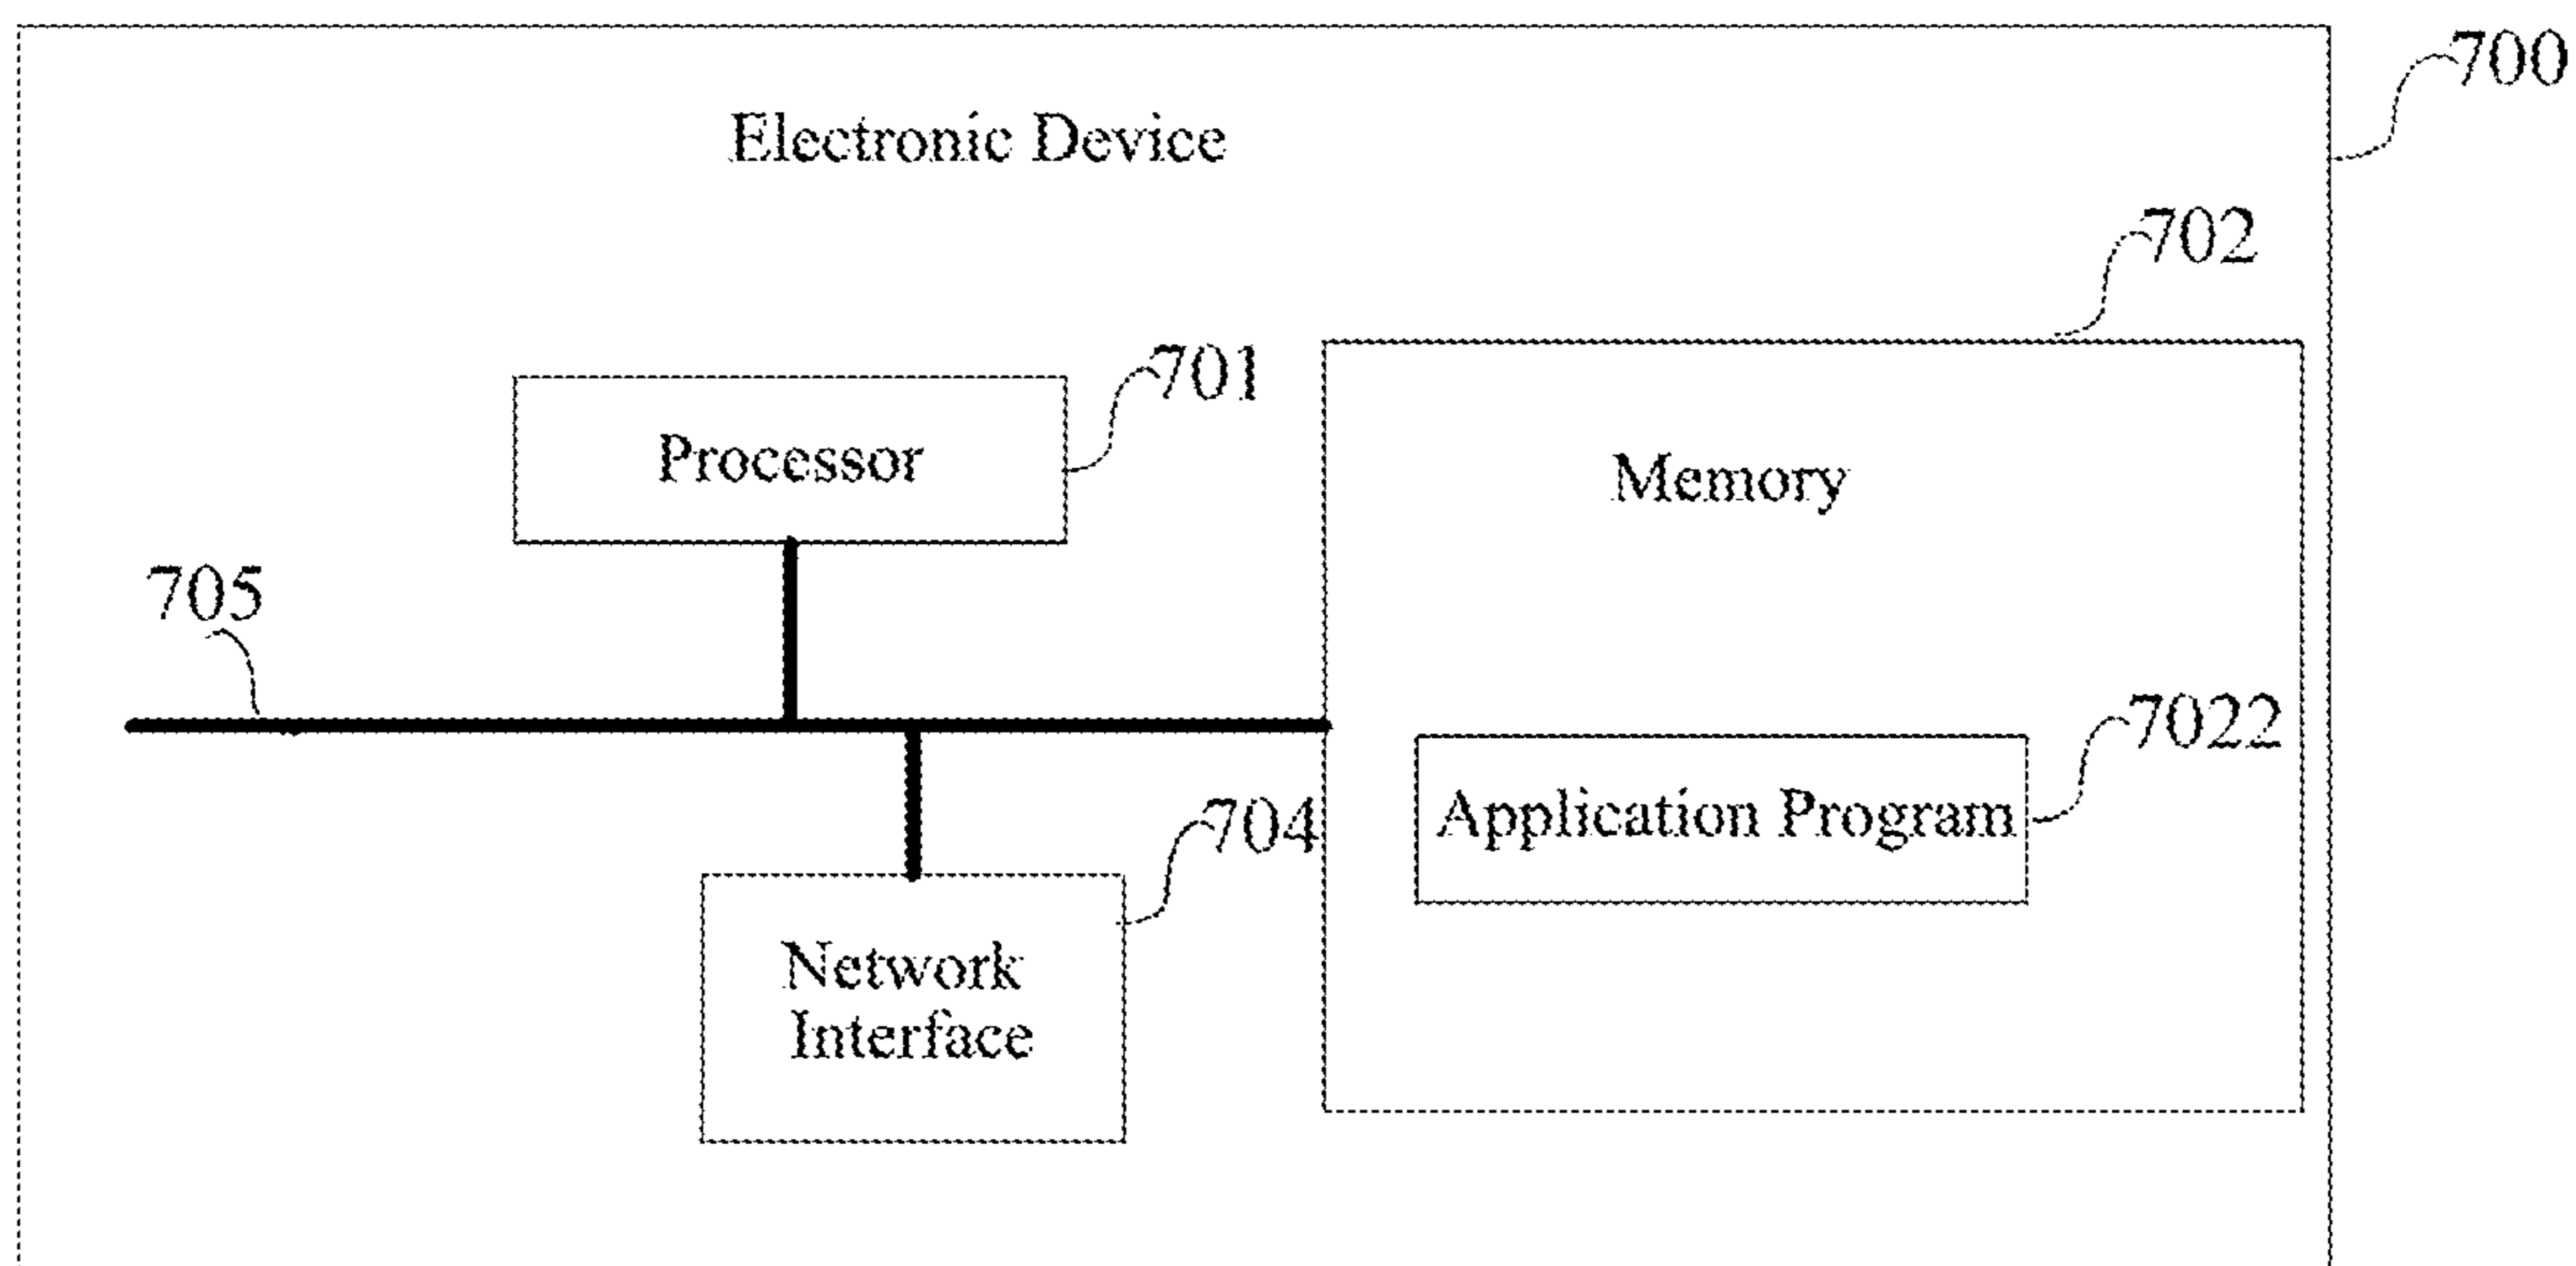 700
Electronic Device
702
701
Processor
Memory
705
7022
Application Program
704
Network
Interface